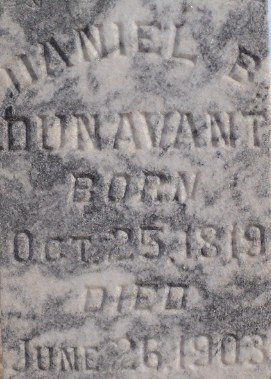 DANIEL B
DUNAVANT
BORN
OCT. 25, 1819
DIED
JUNE 26, 1903